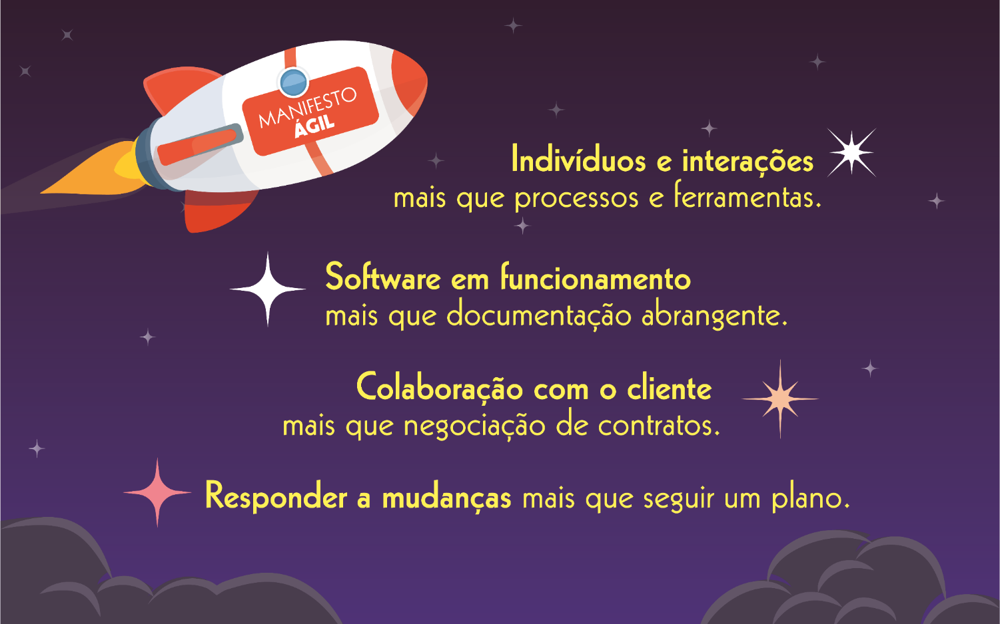 MANIFESTO
ÁGIL
Indivíduos e interações
mais que processos e ferramentas.
Software em funcionamento
mais que documentação abrangente.
Colaboração com o cliente
mais que negociação de contratos.
Responder a mudanças mais que seguir um plano.